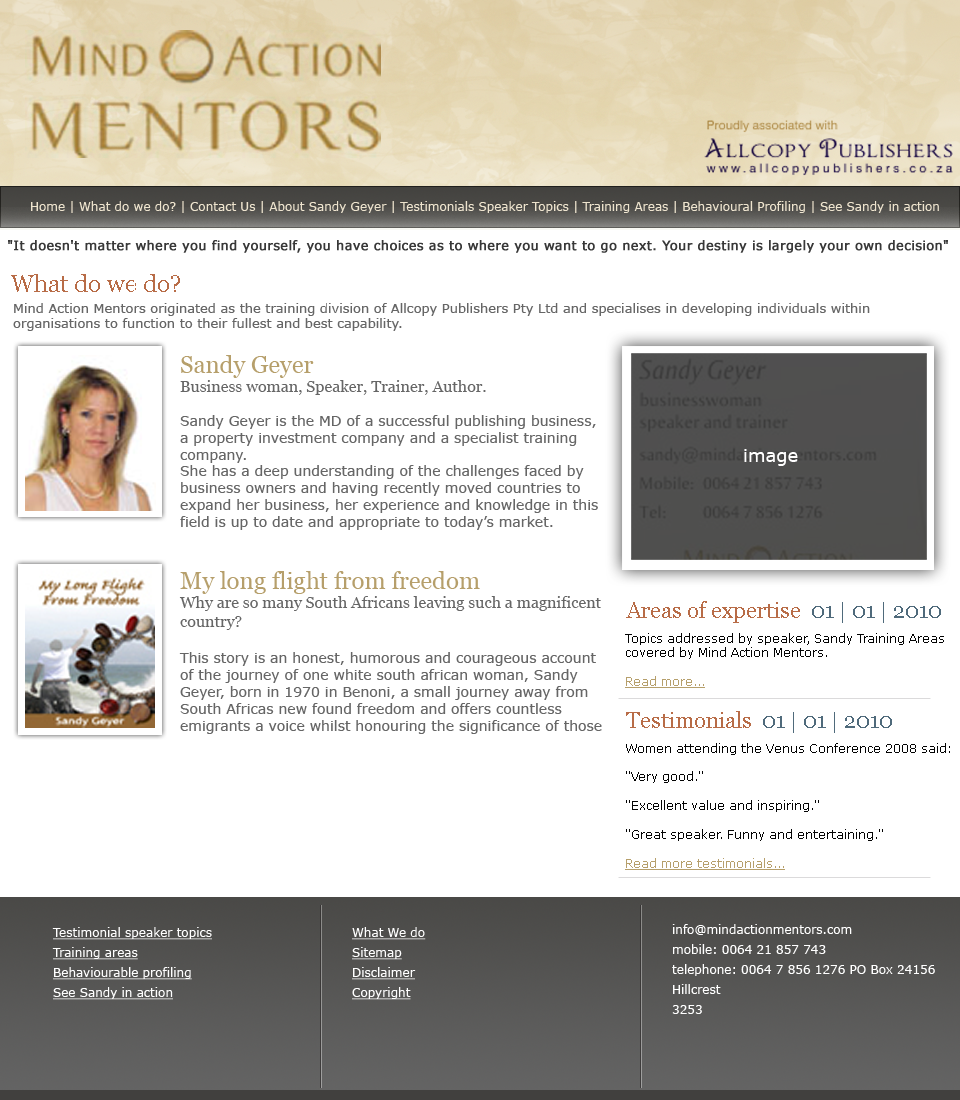 MIND ACTION
MENTORS
Proudly associated with
ALLCOPY PUBLISHERS
www.allcopypublishers.co.za
Home | What do we do? | Contact Us | About Sandy Geyer | Testimonials Speaker Topics | Training Areas | Behavioural Profiling | See Sandy in action
"It doesn't matter where you find yourself, you have choices as to where you want to go next. Your destiny is largely your own decision"
What do we do?
Mind Action Mentors originated as the training division of Allcopy Publishers Pty Ltd and specialises in developing individuals within
organisations to function to their fullest and best capability.
Sandy Geyer
Business woman, Speaker, Trainer, Author.
Sandy Geyer is the MD of a successful publishing business,
a property investment company and a specialist training
company.
She has a deep understanding of the challenges faced by
business owners and having recently moved countries to
expand her business, her experience and knowledge in this
field is up to date and appropriate to today’s market.
My Long Flight
From Freedom
Sandy Geyer
My long flight from freedom
Why are so many South Africans leaving such a magnificent
country?
This story is an honest, humorous and courageous account
of the journey of one white south african woman, Sandy
Geyer, born in 1970 in Benoni, a small journey away from
South Africas new found freedom and offers countless
emigrants a voice whilst honouring the significance of those
Sandy Geyer
businesswoman
speaker and trainer
image
sandy@minda entors.com
Mobile: 0064 21 857 743
Tel: 0064 7 856 1276
MIND ACTION
Areas of expertise 01 | 01 | 2010
Topics addressed by speaker, Sandy Training Areas
covered by Mind Action Mentors.
Read more...
Testimonials 01 | 01 | 2010
Women attending the Venus Conference 2008 said:
"Very good."
"Excellent value and inspiring."
"Great speaker. Funny and entertaining."
Read more testimonials...
Testimonial speaker topics
Training areas
Behaviourable profiling
See Sandy in action
What We do
Sitemap
Disclaimer
Copyright
info@mindactionmentors.com
mobile: 0064 21 857 743
telephone: 0064 7 856 1276 PO Box 24156
Hillcrest
3253